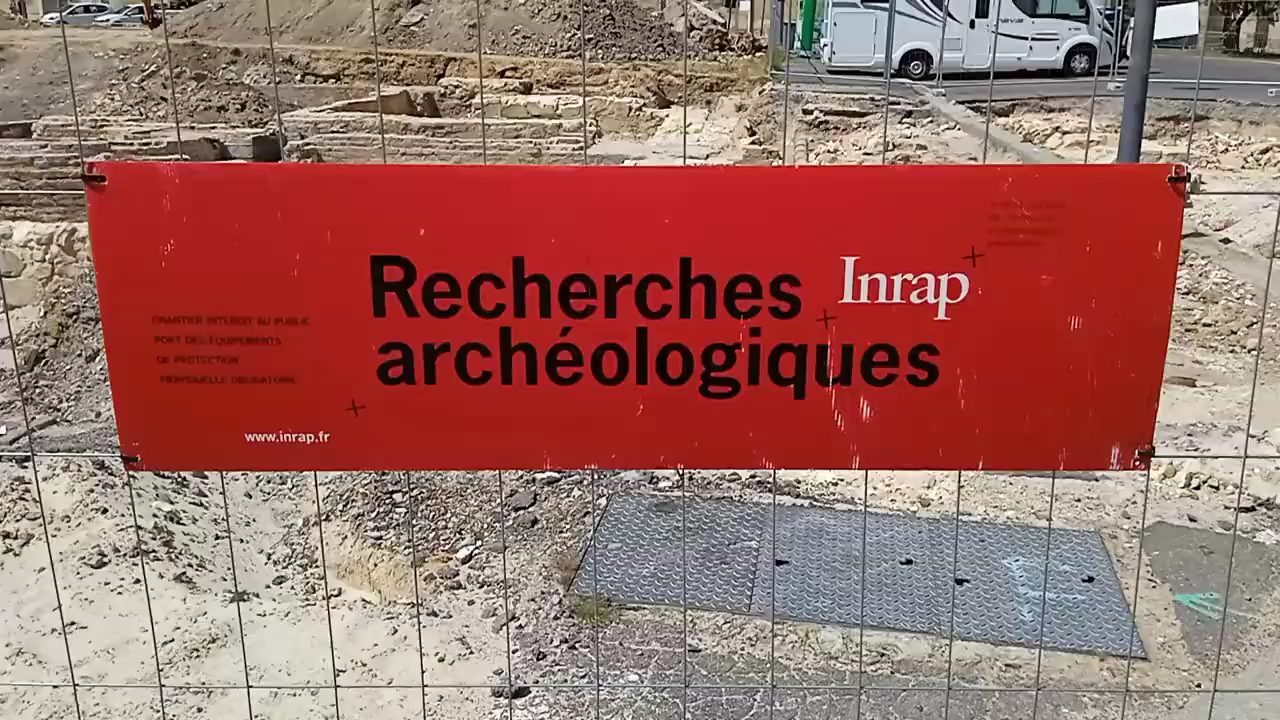 Recherches
archéologiques
Inrap
CHANTIER INTERDIT AU PUBLIC
PORT DES ÉQUIPEMENTS
DE PROTECTION
INDIVIDUELLE OBLIGATOIRE
www.inrap.fr